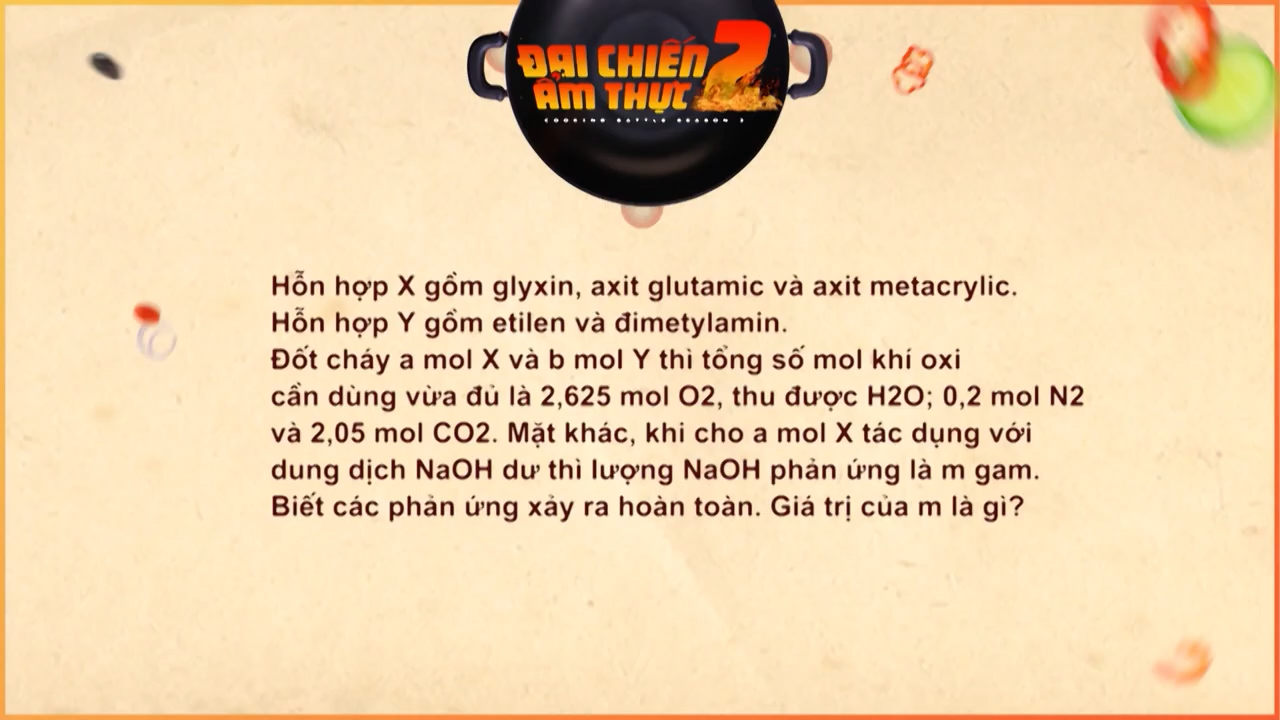 ĐẠI CHIẾN 2
ẨM THỰC
COOKING BATTLE SEASON 2
Hỗn hợp X gồm glyxin, axit glutamic và axit metacrylic.
Hỗn hợp Y gồm etilen và đimetylamin.
Đốt cháy a mol X và b mol Y thì tổng số mol khí oxi
cần dùng vừa đủ là 2,625 mol O2, thu được H2O; 0,2 mol N2
và 2,05 mol CO2. Mặt khác, khi cho a mol X tác dụng với
dung dịch NaOH dư thì lượng NaOH phản ứng là m gam.
Biết các phản ứng xảy ra hoàn toàn. Giá trị của m là gì?